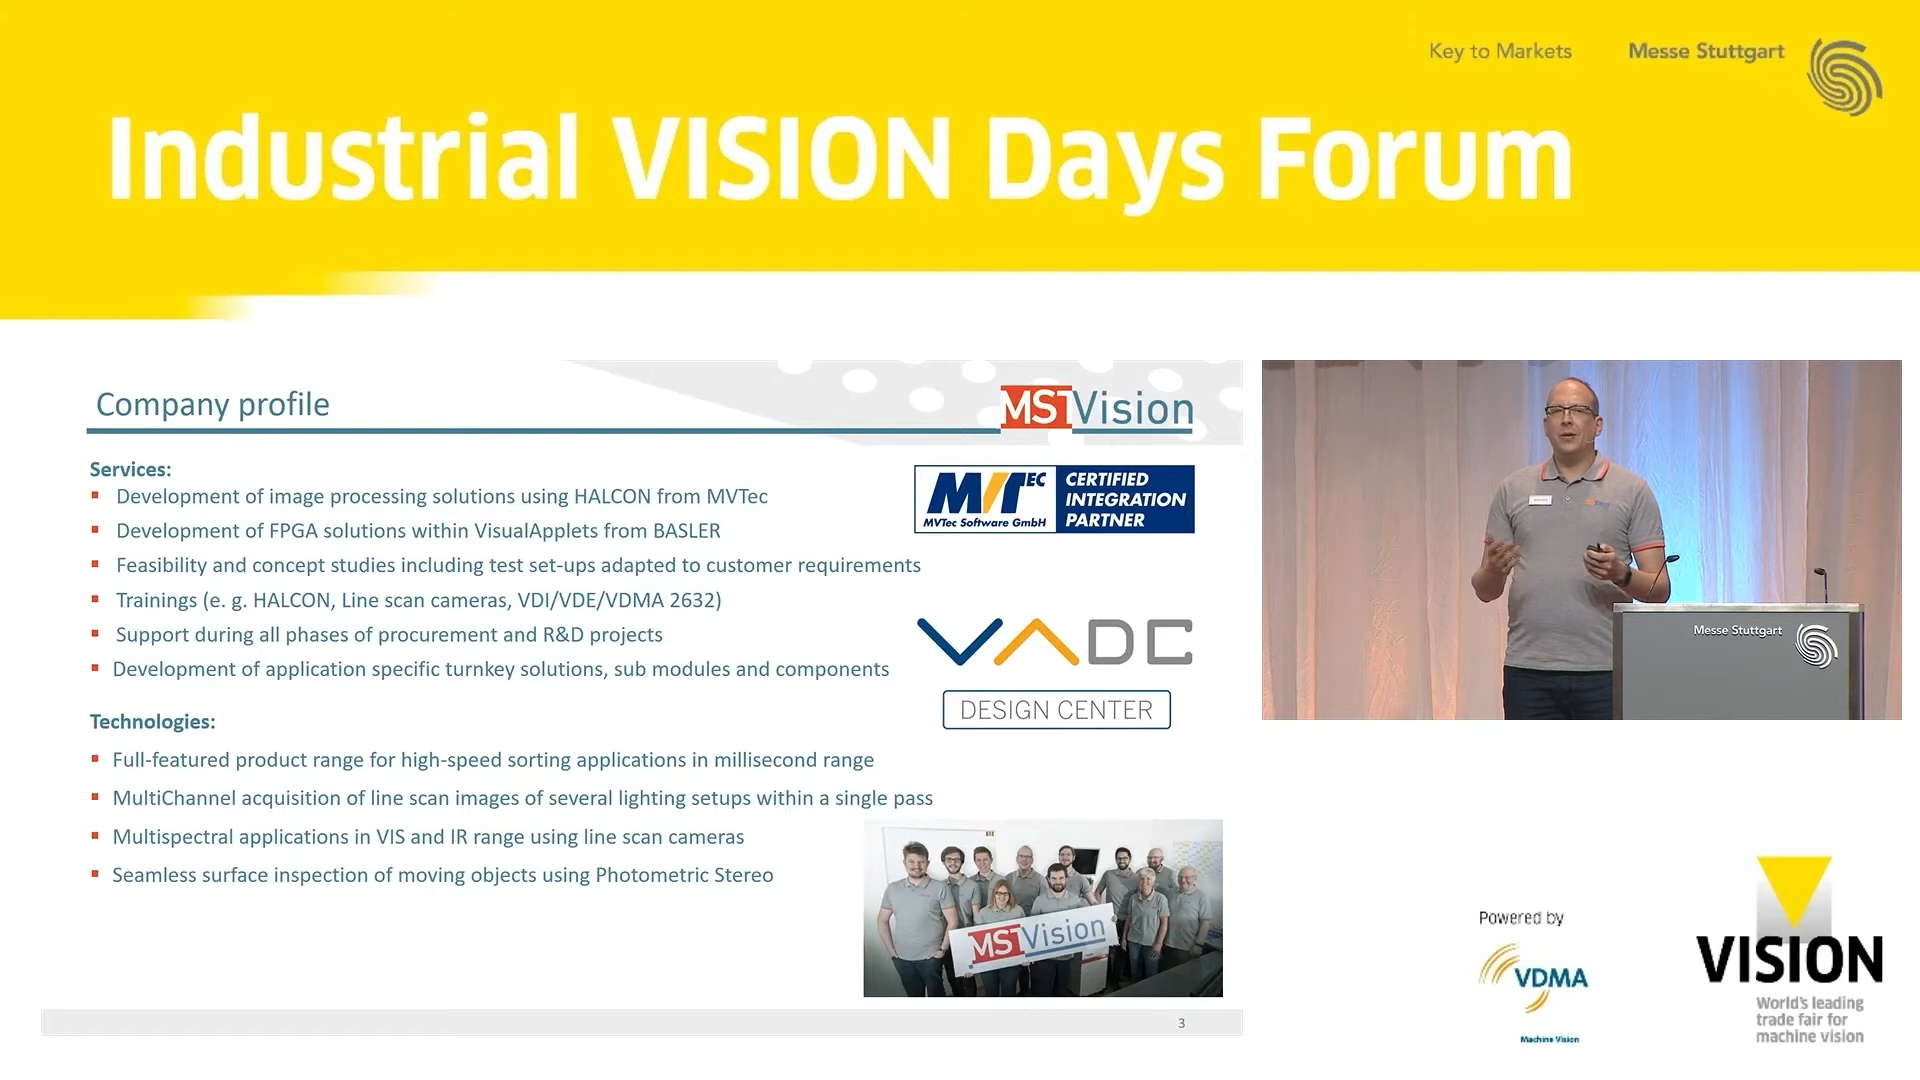 Key to Markets
Messe Stuttgart
Industrial VISION Days Forum
Company profile
MSTVision
Services:
Development of image processing solutions using HALCON from MVTec
Development of FPGA solutions within VisualApplets from BASLER
Feasibility and concept studies including test set-ups adapted to customer requirements
Trainings (e. g. HALCON, Line scan cameras, VDI/VDE/VDMA 2632)
Support during all phases of procurement and R&D projects
Development of application specific turnkey solutions, sub modules and components
MVTEC
MVTec Software GmbH
CERTIFIED
INTEGRATION
PARTNER
VADC
DESIGN CENTER
Technologies:
Full-featured product range for high-speed sorting applications in millisecond range
MultiChannel acquisition of line scan images of several lighting setups within a single pass
Multispectral applications in VIS and IR range using line scan cameras
Seamless surface inspection of moving objects using Photometric Stereo
MSTVision
3
Messe Stuttgart
Powered by
VDMA
Machine Vision
VISION
World's leading
trade fair for
machine vision